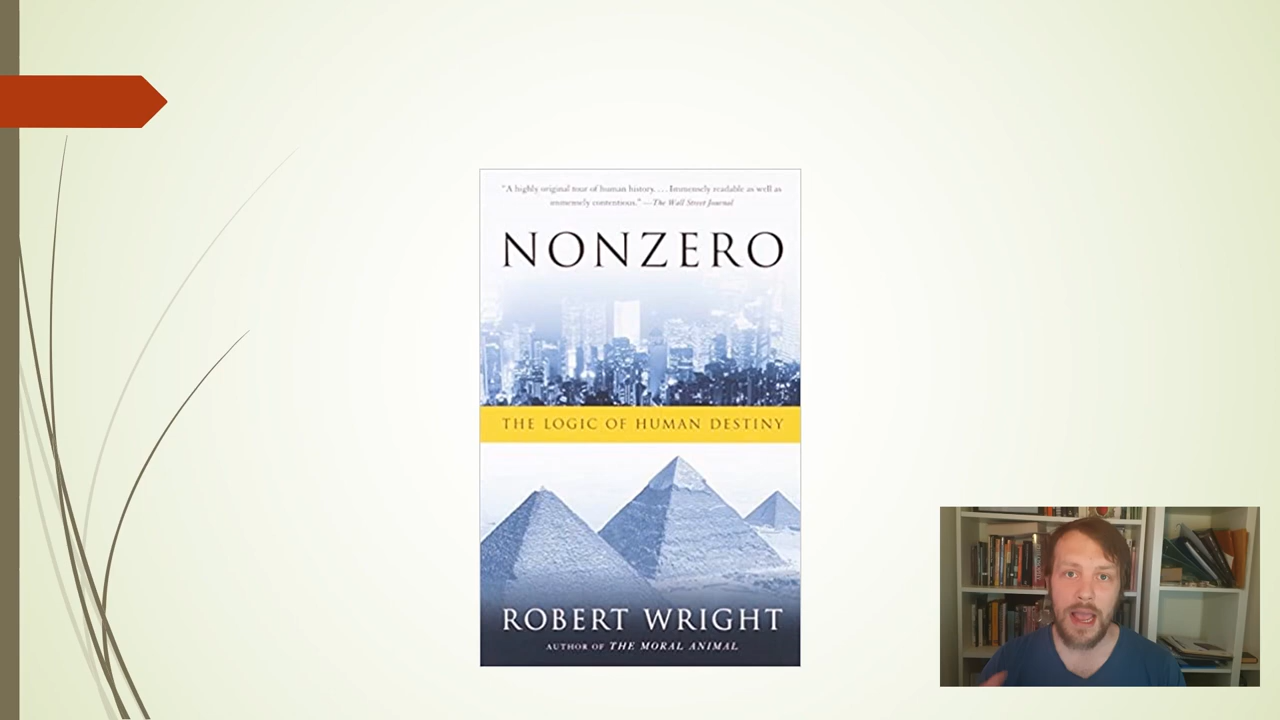 "A highly original tour of human history. . . . Immensely readable as well as
immensely contentious." —The Wall Street Journal
NONZERO
THE LOGIC OF HUMAN DESTINY
ROBERT WRIGHT
AUTHOR OF THE MORAL ANIMAL